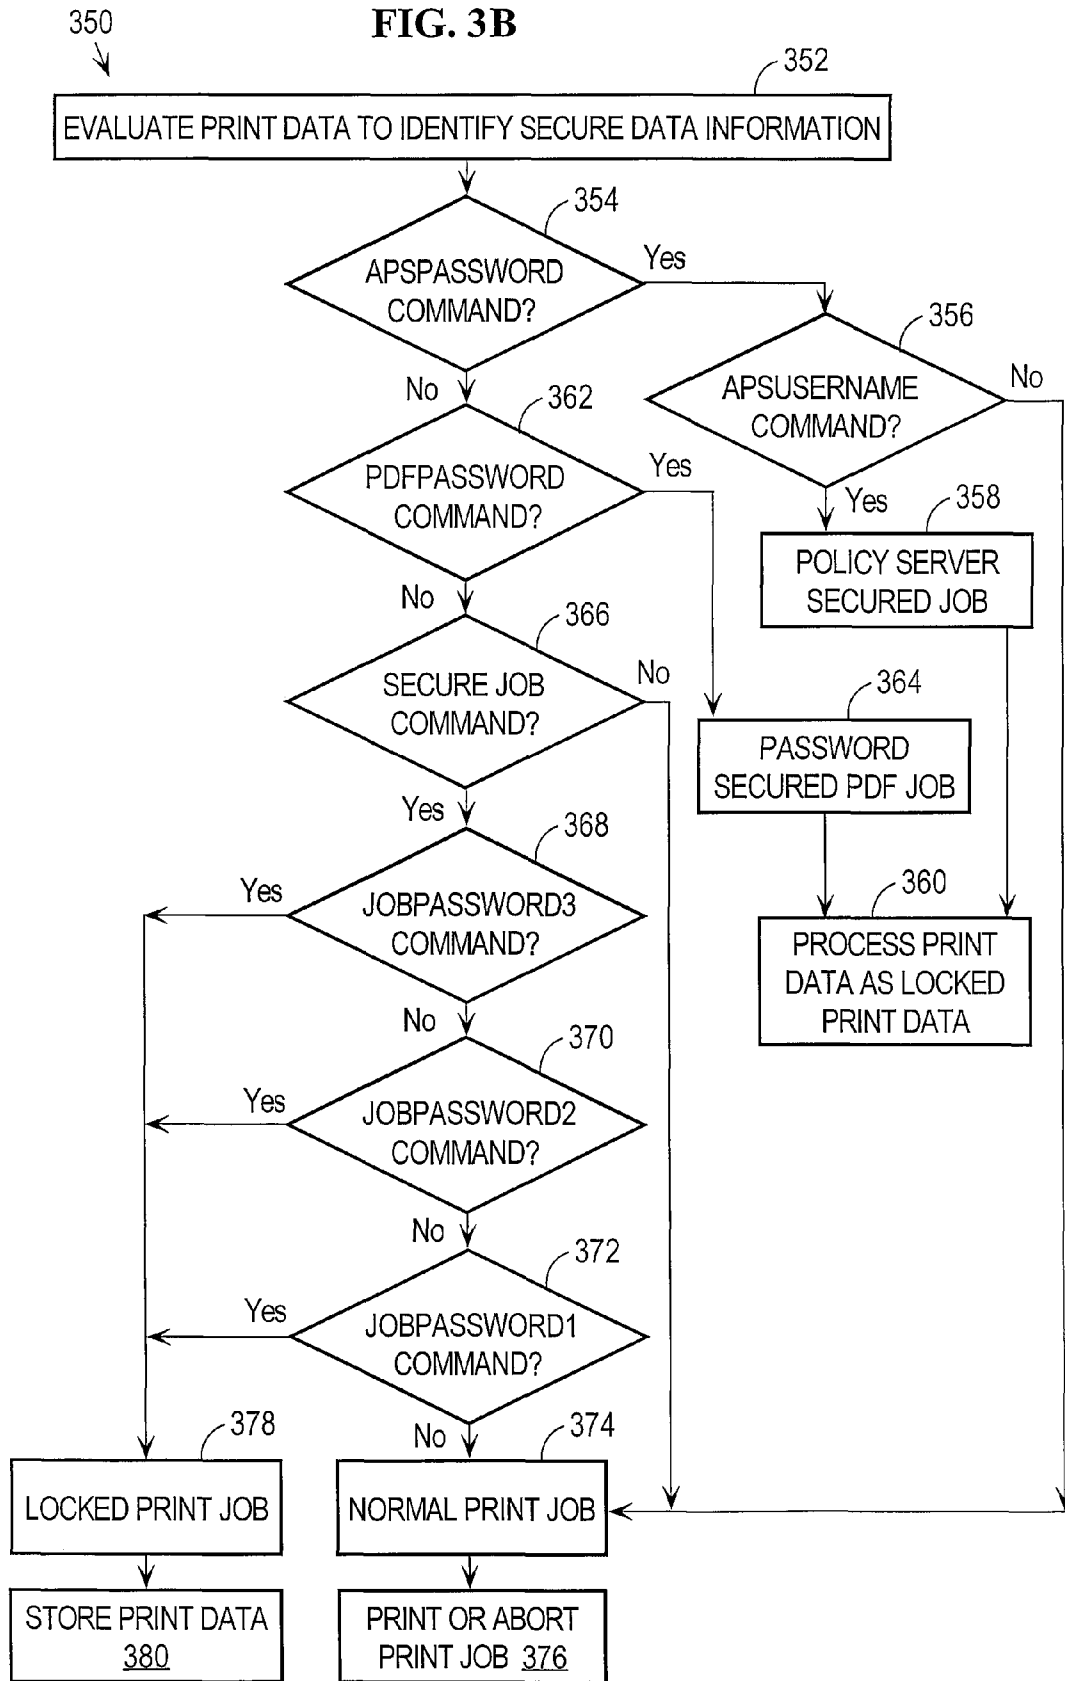 350
FIG. 3B
352
EVALUATE PRINT DATA TO IDENTIFY SECURE DATA INFORMATION
354
APSPASSWORD
COMMAND?
Yes
No
356
APSUSERNAME
COMMAND?
No
Yes
362
PDFPASSWORD
COMMAND?
Yes
No
358
POLICY SERVER
SECURED JOB
366
SECURE JOB
COMMAND?
No
Yes
364
PASSWORD
SECURED PDF JOB
368
JOBPASSWORD3
COMMAND?
Yes
No
360
PROCESS PRINT
DATA AS LOCKED
PRINT DATA
370
JOBPASSWORD2
COMMAND?
Yes
No
372
JOBPASSWORD1
COMMAND?
Yes
No
378
LOCKED PRINT JOB
374
NORMAL PRINT JOB
STORE PRINT DATA
380
PRINT OR ABORT
PRINT JOB 376